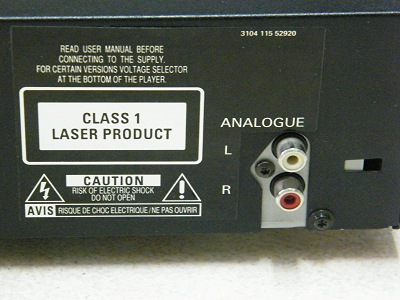 3104 115 52920
READ USER MANUAL BEFORE
CONNECTING TO THE SUPPLY.
FOR CERTAIN VERSIONS VOLTAGE SELECTOR
AT THE BOTTOM OF THE PLAYER.
CLASS 1
LASER PRODUCT
ANALOGUE
L
R
CAUTION
RISK OF ELECTRIC SHOCK
DO NOT OPEN
AVIS RISQUE DE CHOC ELECTRIQUE/NE PAS OUVRIR